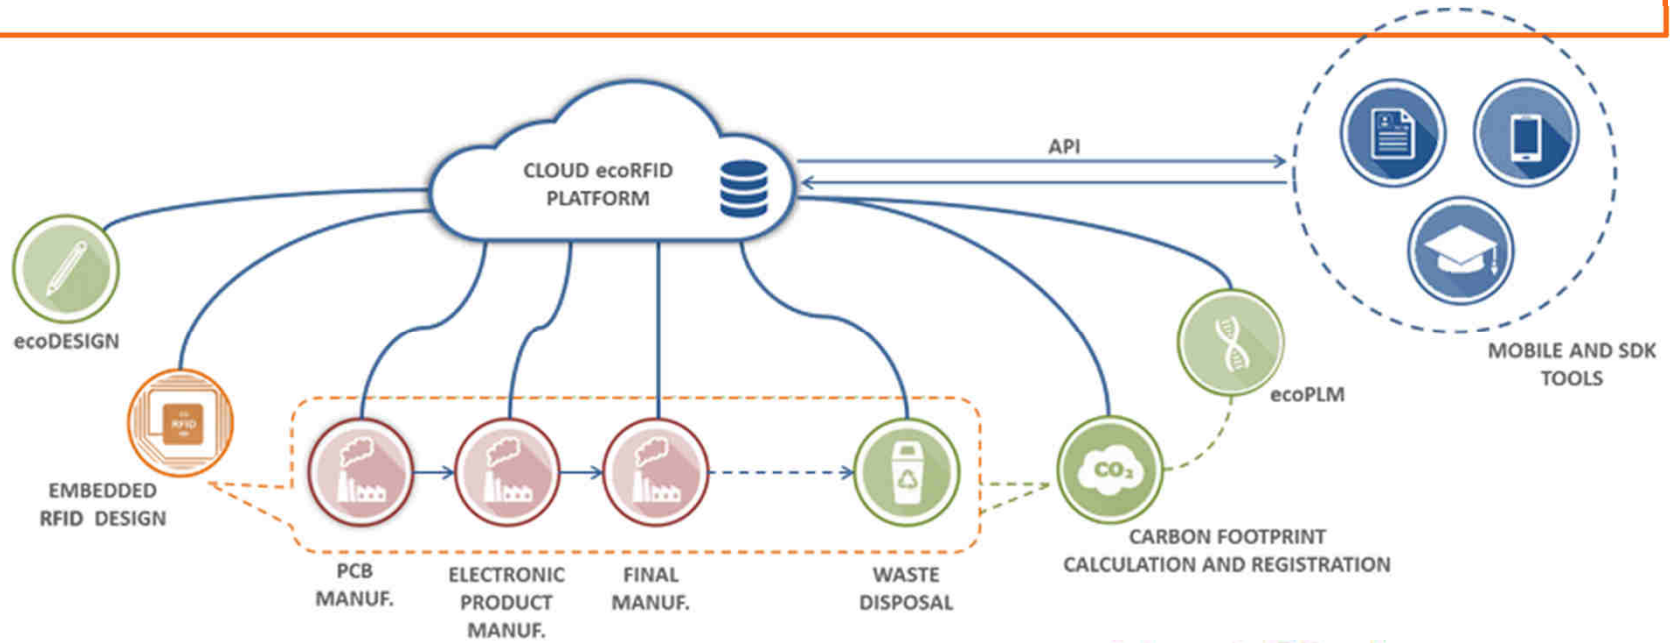 CLOUD ecoRFID
PLATFORM
API
ecoDESIGN
MOBILE AND SDK
TOOLS
ecoPLM
RFID
CO₂
EMBEDDED
RFID DESIGN
CARBON FOOTPRINT
CALCULATION AND REGISTRATION
PCB
MANUF.
ELECTRONIC
PRODUCT
MANUF.
FINAL
MANUF.
WASTE
DISPOSAL